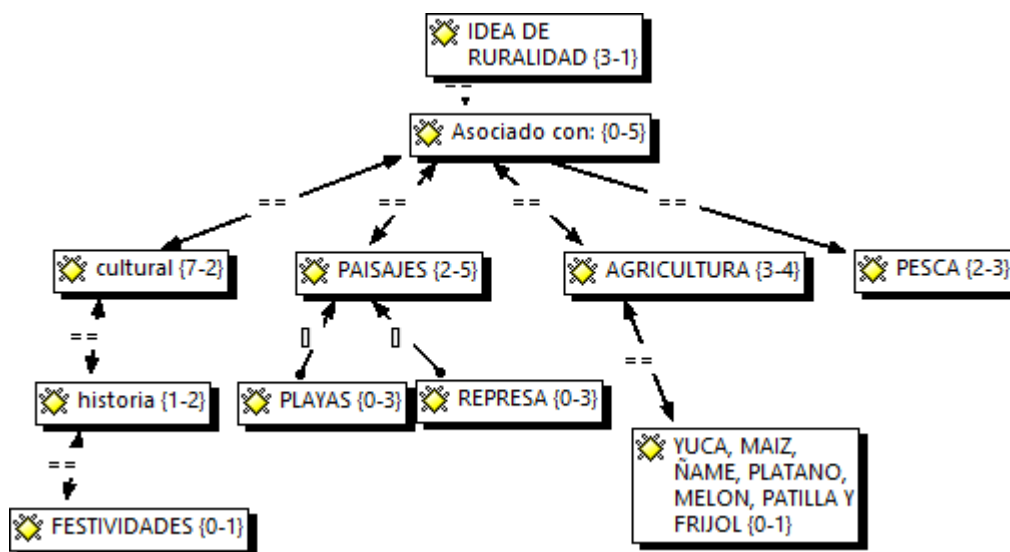 IDEA DE
RURALIDAD {3-1}
==
Asociado con: {0-5}
== == == ==
cultural {7-2} PAISAJES {2-5} AGRICULTURA {3-4} PESCA {2-3}
== [] [] ==
historia {1-2} PLAYAS {0-3} REPRESA {0-3}
==
YUCA, MAIZ,
ÑAME, PLATANO,
MELON, PATILLA Y
FRIJOL {0-1}
FESTIVIDADES {0-1}